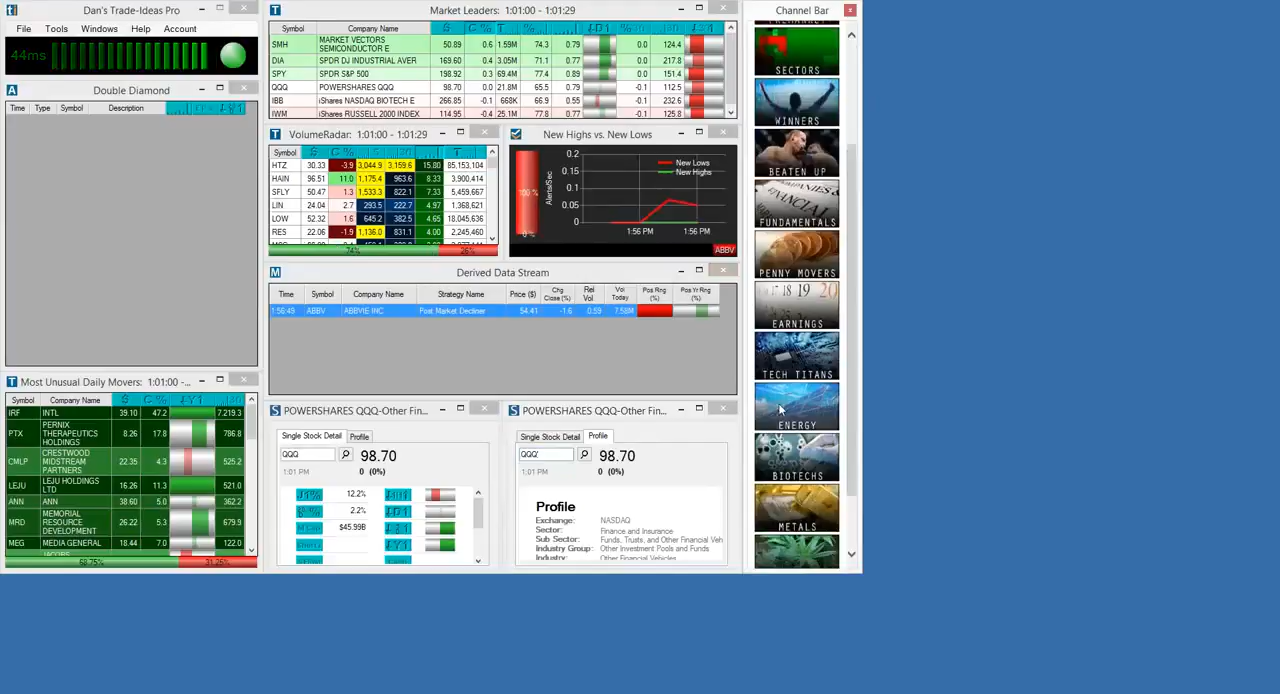 Dan's Trade-Ideas Pro
File Tools Windows Help Account
44ms
Double Diamond
Time Type Symbol Description
Most Unusual Daily Movers: 1:01:00 -...
Symbol Company Name
IRF INTL 39.10 47.2 7,219.3
PTX PERNIX THERAPEUTICS HOLDINGS 8.26 17.8 786.8
CMLP CRESTWOOD MIDSTREAM PARTNERS 22.35 4.3 525.2
LEJU LEJU HOLDINGS LTD 16.26 11.3 521.0
ANN ANN 38.60 5.0 362.2
MRD MEMORIAL RESOURCE DEVELOPMENT 26.22 5.3 679.9
MEG MEDIA GENERAL 18.44 7.0 122.0
JACOBS
68.75% 31.25%
Market Leaders: 1:01:00 - 1:01:29
Symbol Company Name
SMH MARKET VECTORS SEMICONDUCTOR E 50.89 0.6 1.59M 74.3 0.79 0.0 124.4
DIA SPDR DJ INDUSTRIAL AVER 169.60 0.4 3.05M 71.1 0.77 0.0 217.8
SPY SPDR S&P 500 198.92 0.3 69.4M 77.4 0.89 0.0 151.4
QQQ POWERSHARES QQQ 98.70 0.0 21.8M 65.5 0.79 -0.1 112.5
IBB iShares NASDAQ BIOTECH E 266.85 -0.1 668K 66.9 0.55 -0.1 232.6
IWM iShares RUSSELL 2000 INDEX 114.95 -0.4 25.1M 77.8 0.77 -0.1 125.8
VolumeRadar: 1:01:00 - 1:01:29
Symbol
HTZ 30.33 -3.9 3,044.9 3,159.6 15.80 85,153,104
HAIN 96.51 11.0 1,175.4 963.6 8.33 3,900,414
SFLY 50.47 1.3 1,533.3 822.1 7.33 5,459,667
LIN 24.04 2.7 293.5 222.7 4.97 1,368,621
LOW 52.32 1.6 645.2 382.5 4.65 18,045,636
RES 22.06 -1.9 1,136.0 831.1 4.00 2,245,460
74% 26%
New Highs vs. New Lows
100 %
0 %
Alerts/Sec
0.2
0.15
0.1
0.05
0
New Lows
New Highs
1:56 PM 1:56 PM
ABBV
Derived Data Stream
Time Symbol Company Name Strategy Name Price ($) Chg Close (%) Rel Vol Vol Today Pos Rng (%) Pos Yr Rng (%)
1:56:49 ABBV ABBVIE INC Post Market Decliner 54.41 -1.6 0.59 7.58M
POWERSHARES QQQ-Other Fin...
Single Stock Detail Profile
QQQ 98.70
1:01 PM 0 (0%)
12.2%
2.2%
$45.99B
POWERSHARES QQQ-Other Fin...
Single Stock Detail Profile
QQQ 98.70
1:01 PM 0 (0%)
Profile
Exchange: NASDAQ
Sector: Finance and Insurance
Sub Sector: Funds, Trusts, and Other Financial Veh
Industry Group: Other Investment Pools and Funds
Industry: Other Financial Vehicles
Channel Bar
SECTORS
WINNERS
BEATEN UP
FUNDAMENTALS
PENNY MOVERS
EARNINGS
TECH TITANS
ENERGY
BIOTECHS
METALS